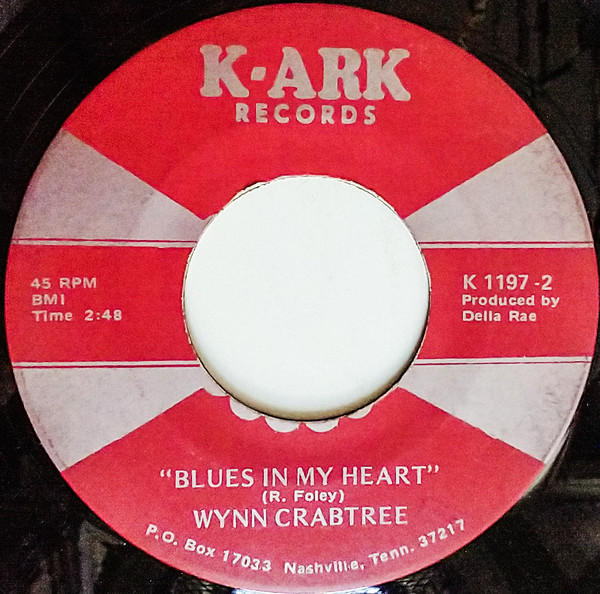 K-ARK
RECORDS
45 RPM
BMI
Time 2:48
K 1197 -2
Produced by
Della Rae
"BLUES IN MY HEART"
(R. Foley)
WYNN CRABTREE
P.O. Box 17033 Nashville, Tenn. 37217